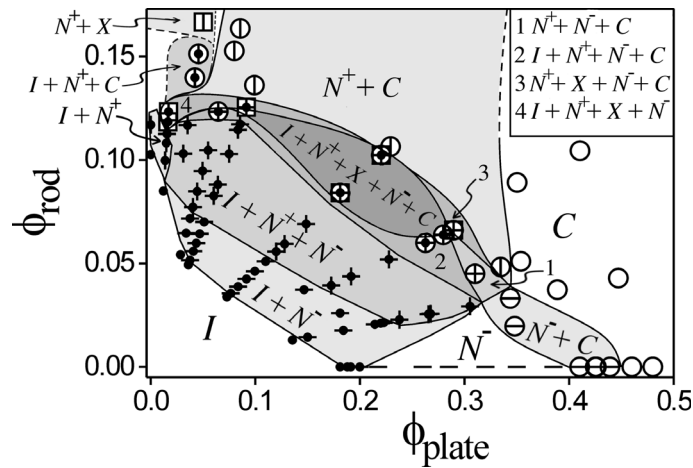 N⁺+ X
I + N⁺+ C
I + N⁺
4
N⁺+ C
1 N⁺+ N⁻+ C
2 I + N⁺+ N⁻+ C
3 N⁺+ X + N⁻+ C
4 I + N⁺+ X + N⁻
I + N⁺+ X + N⁻+ C
3
C
I + N⁺+ N⁻
2
1
I + N⁻
I
N⁻
N⁻+ C
0.15
0.10
0.05
0.00
ϕrod
0.0 0.1 0.2 0.3 0.4 0.5
ϕplate